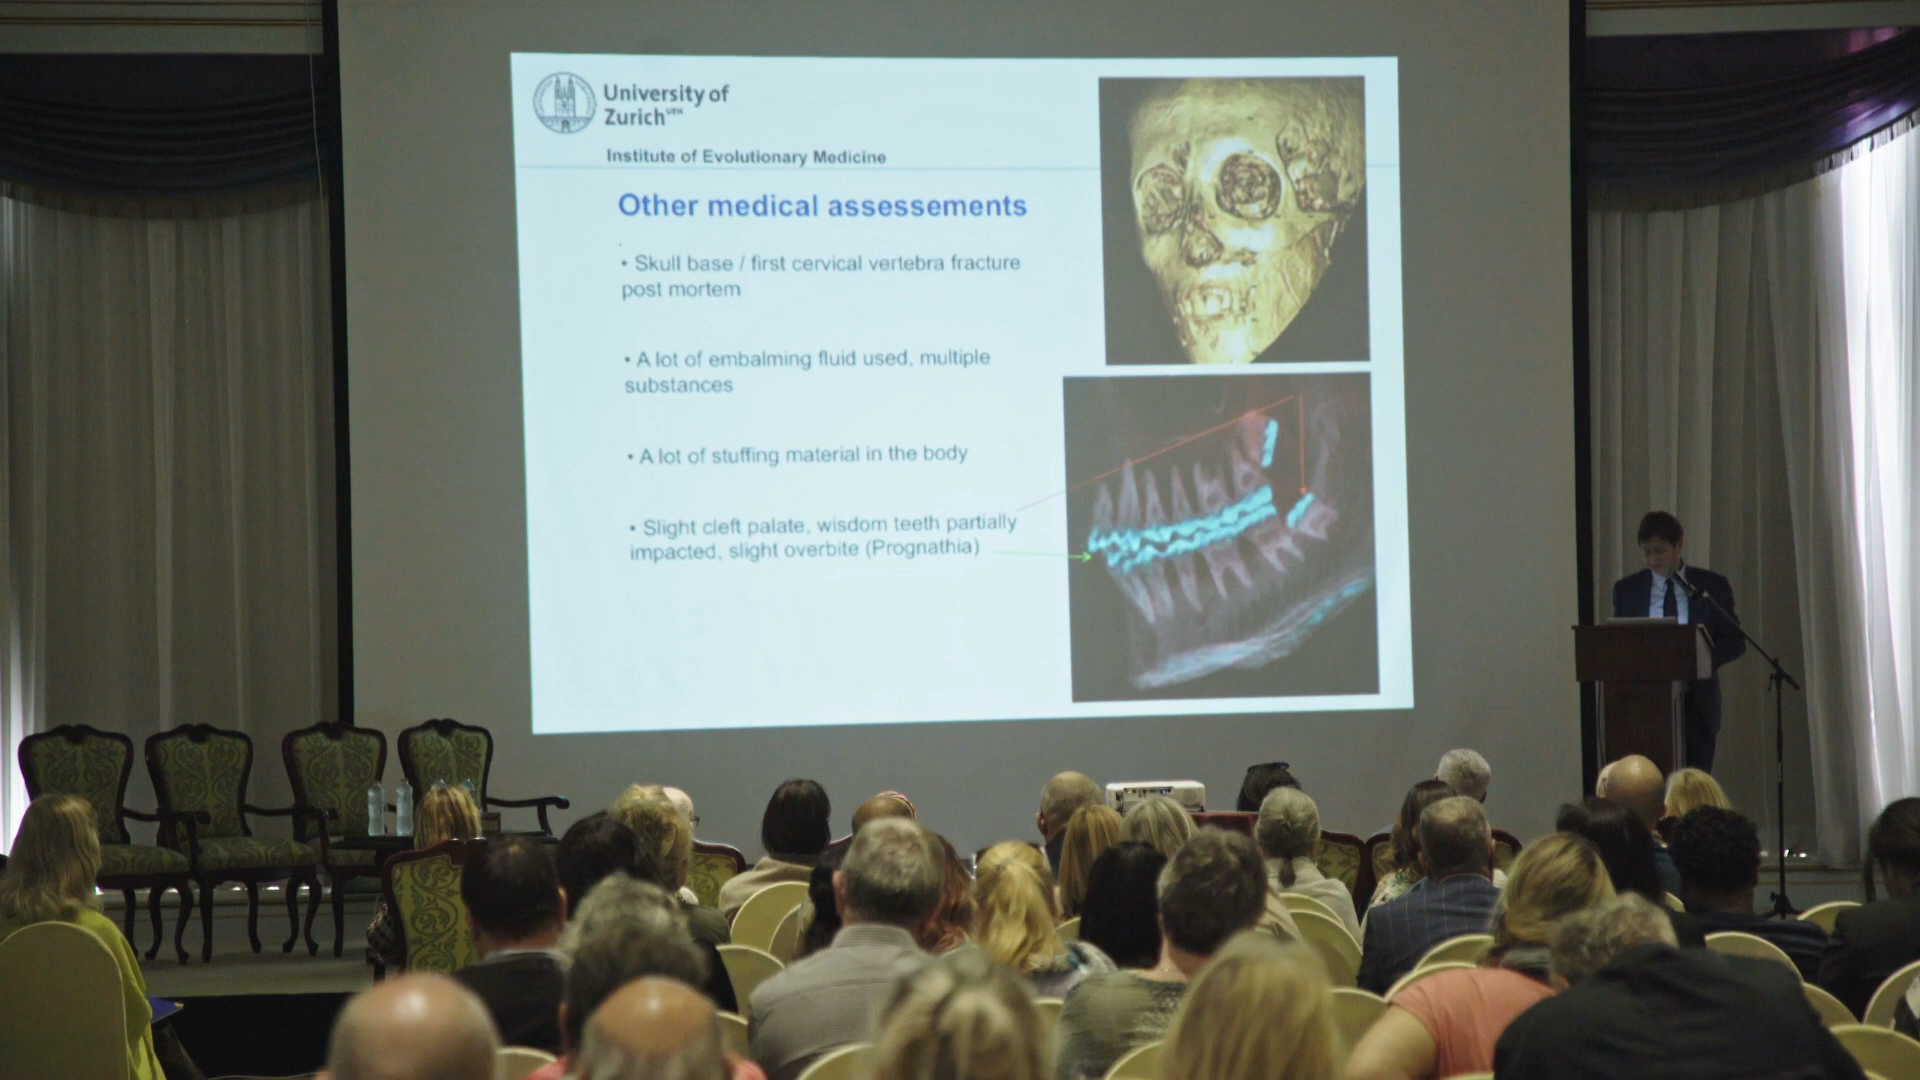 University of
Zurich UZH
Institute of Evolutionary Medicine
Other medical assessements
• Skull base / first cervical vertebra fracture
post mortem
• A lot of embalming fluid used, multiple
substances
• A lot of stuffing material in the body
• Slight cleft palate, wisdom teeth partially
impacted, slight overbite (Prognathia)